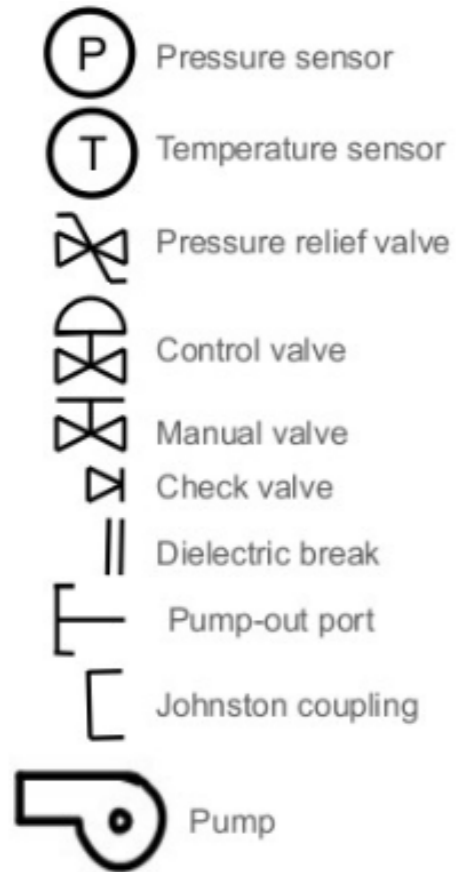 P Pressure sensor
T Temperature sensor
Pressure relief valve
Control valve
Manual valve
Check valve
Dielectric break
Pump-out port
Johnston coupling
Pump